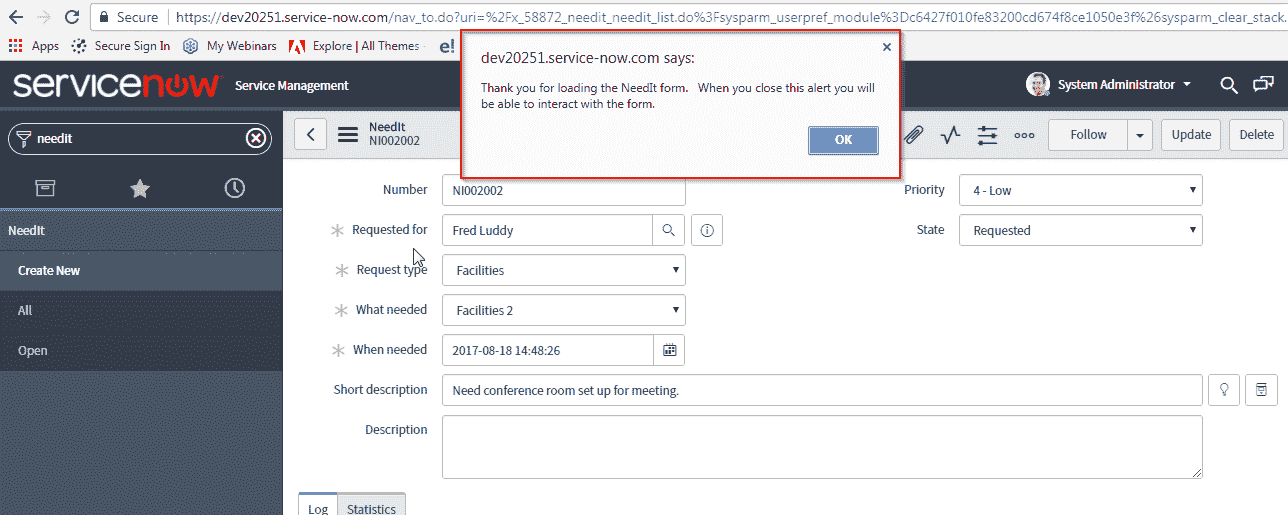 Secure https://dev20251.service-now.com/nav_to.do?uri=%2Fx_58872_needit_needit_list.do%3Fsysparm_userpref_module%3Dc6427f010fe83200cd674f8ce1050e3f%26sysparm_clear_stack.
Apps Secure Sign In My Webinars Explore | All Themes e!
dev20251.service-now.com says:
Thank you for loading the NeedIt form. When you close this alert you will
be able to interact with the form.
OK
servicenow Service Management
System Administrator
needit
NeedIt
NI002002
Follow Update Delete
Number NI002002 Priority 4 - Low
Requested for Fred Luddy State Requested
NeedIt
Create New
Request type Facilities
All
What needed Facilities 2
Open
When needed 2017-08-18 14:48:26
Short description Need conference room set up for meeting.
Description
Log Statistics